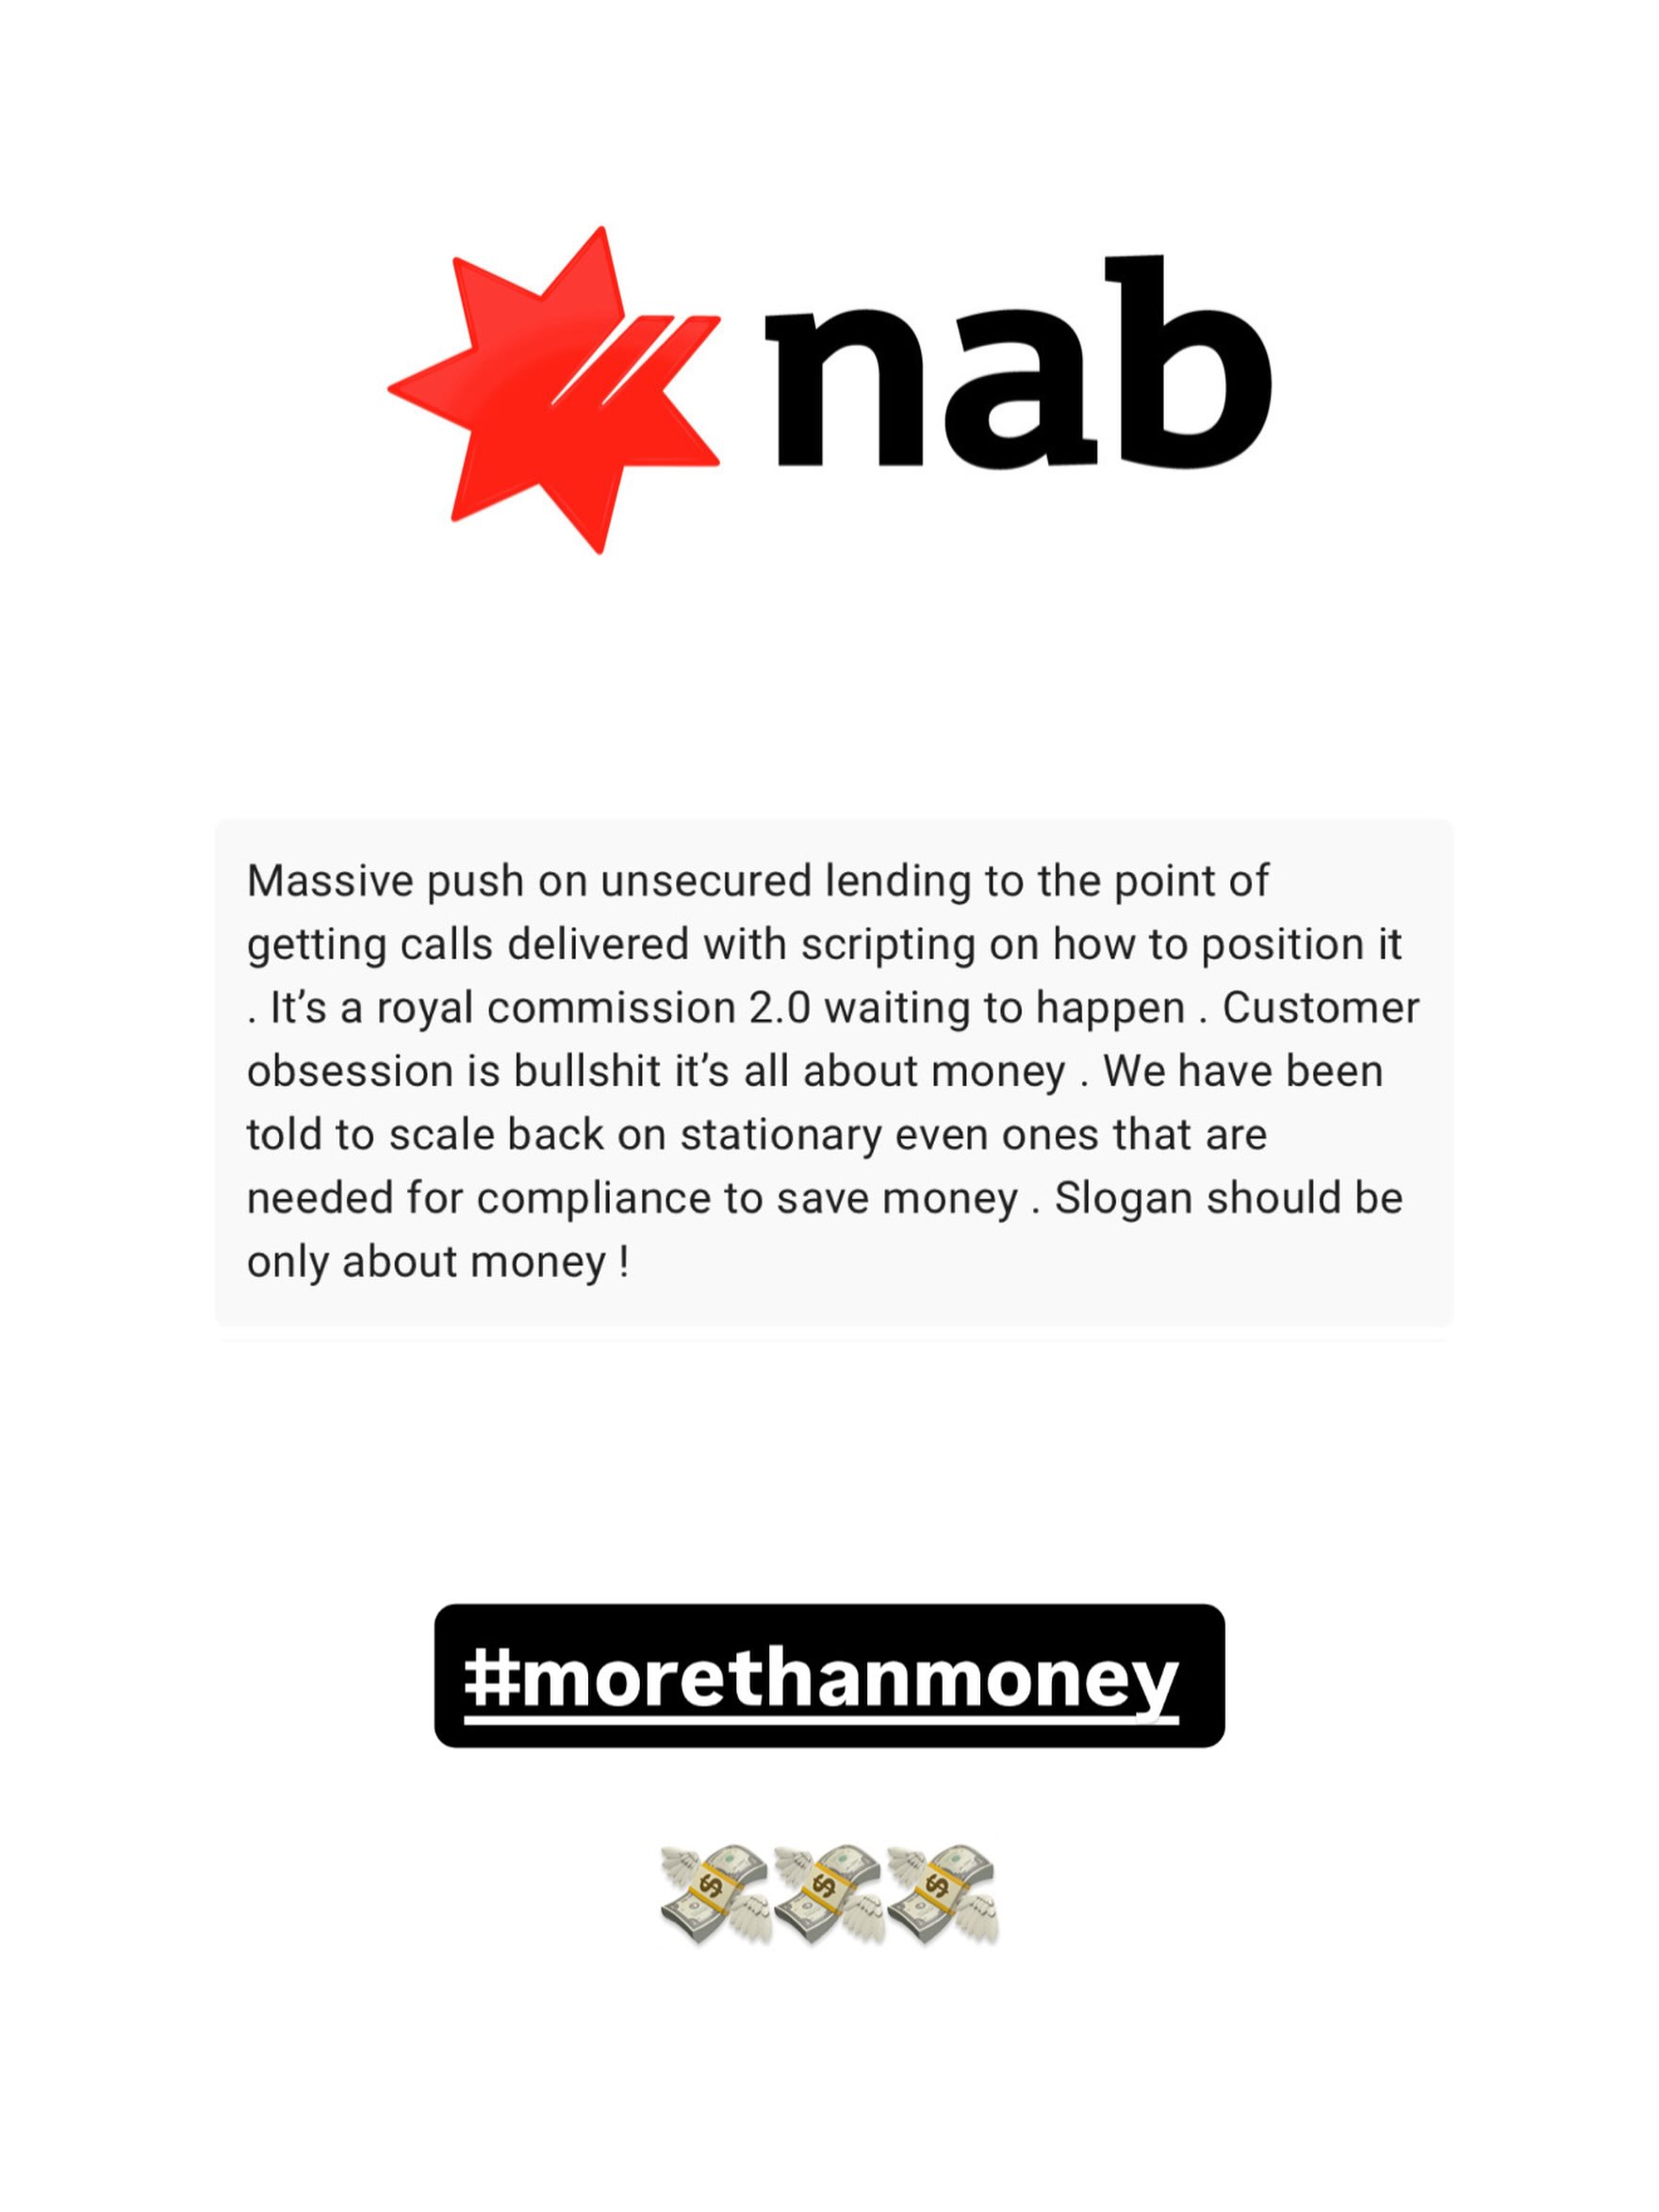 nab
Massive push on unsecured lending to the point of
getting calls delivered with scripting on how to position it
. It’s a royal commission 2.0 waiting to happen . Customer
obsession is bullshit it’s all about money . We have been
told to scale back on stationary even ones that are
needed for compliance to save money . Slogan should be
only about money !
#morethanmoney